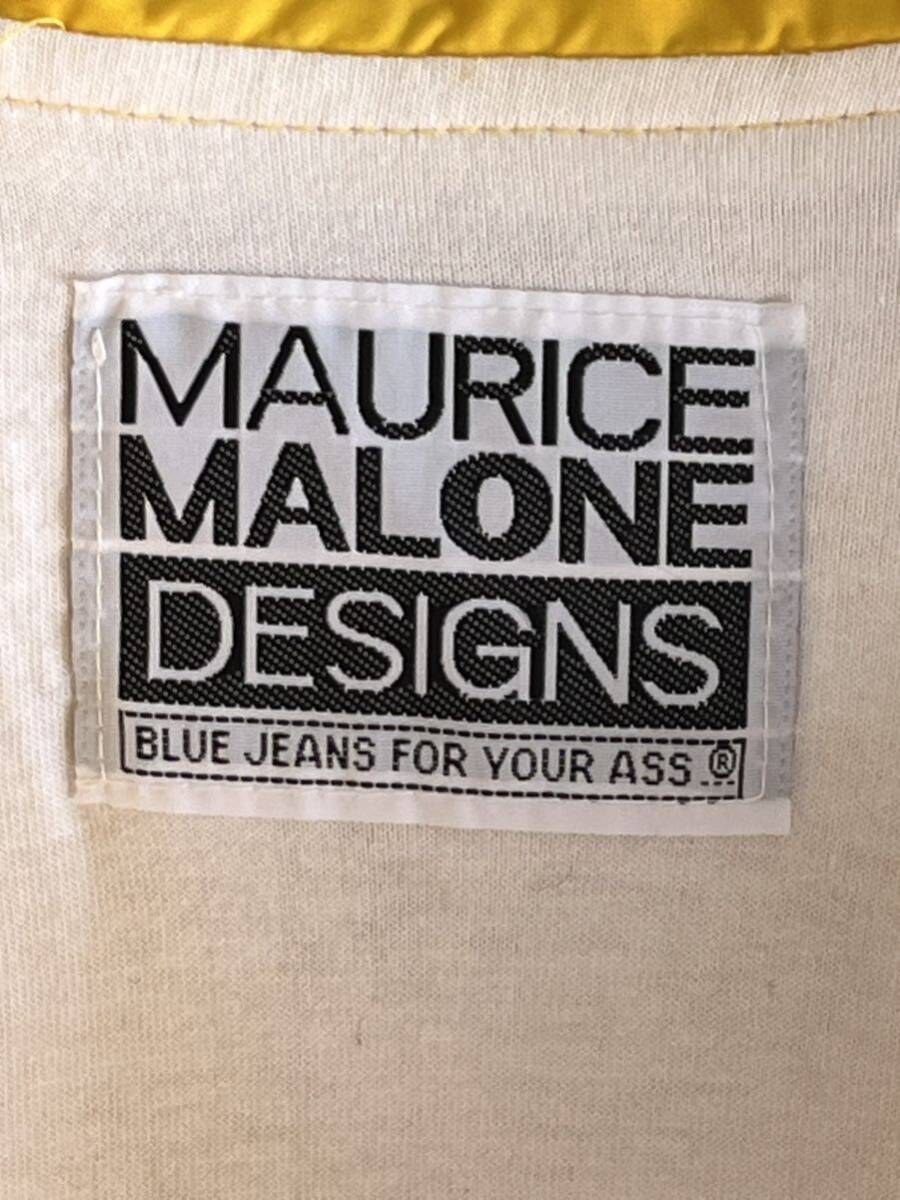 MAURICE
MALONE
DESIGNS
BLUE JEANS FOR YOUR ASS ®